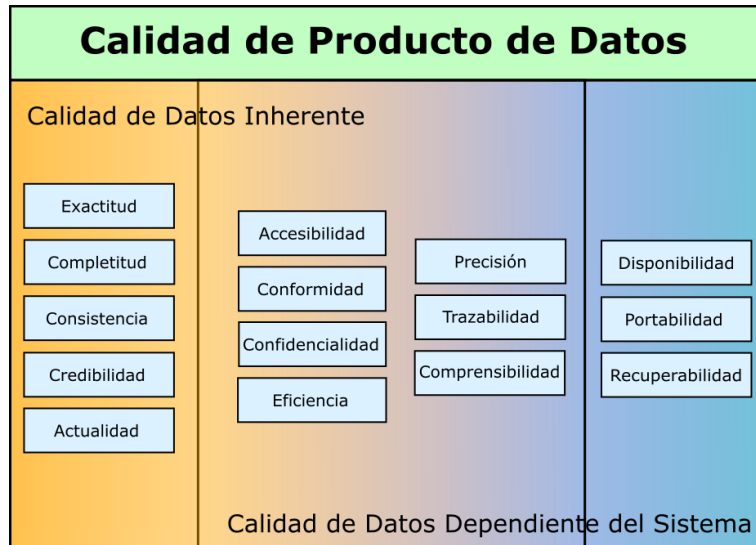 Calidad de Producto de Datos
Calidad de Datos Inherente
Exactitud
Completitud
Consistencia
Credibilidad
Actualidad
Accesibilidad
Conformidad
Confidencialidad
Eficiencia
Precisión
Trazabilidad
Comprensibilidad
Disponibilidad
Portabilidad
Recuperabilidad
Calidad de Datos Dependiente del Sistema